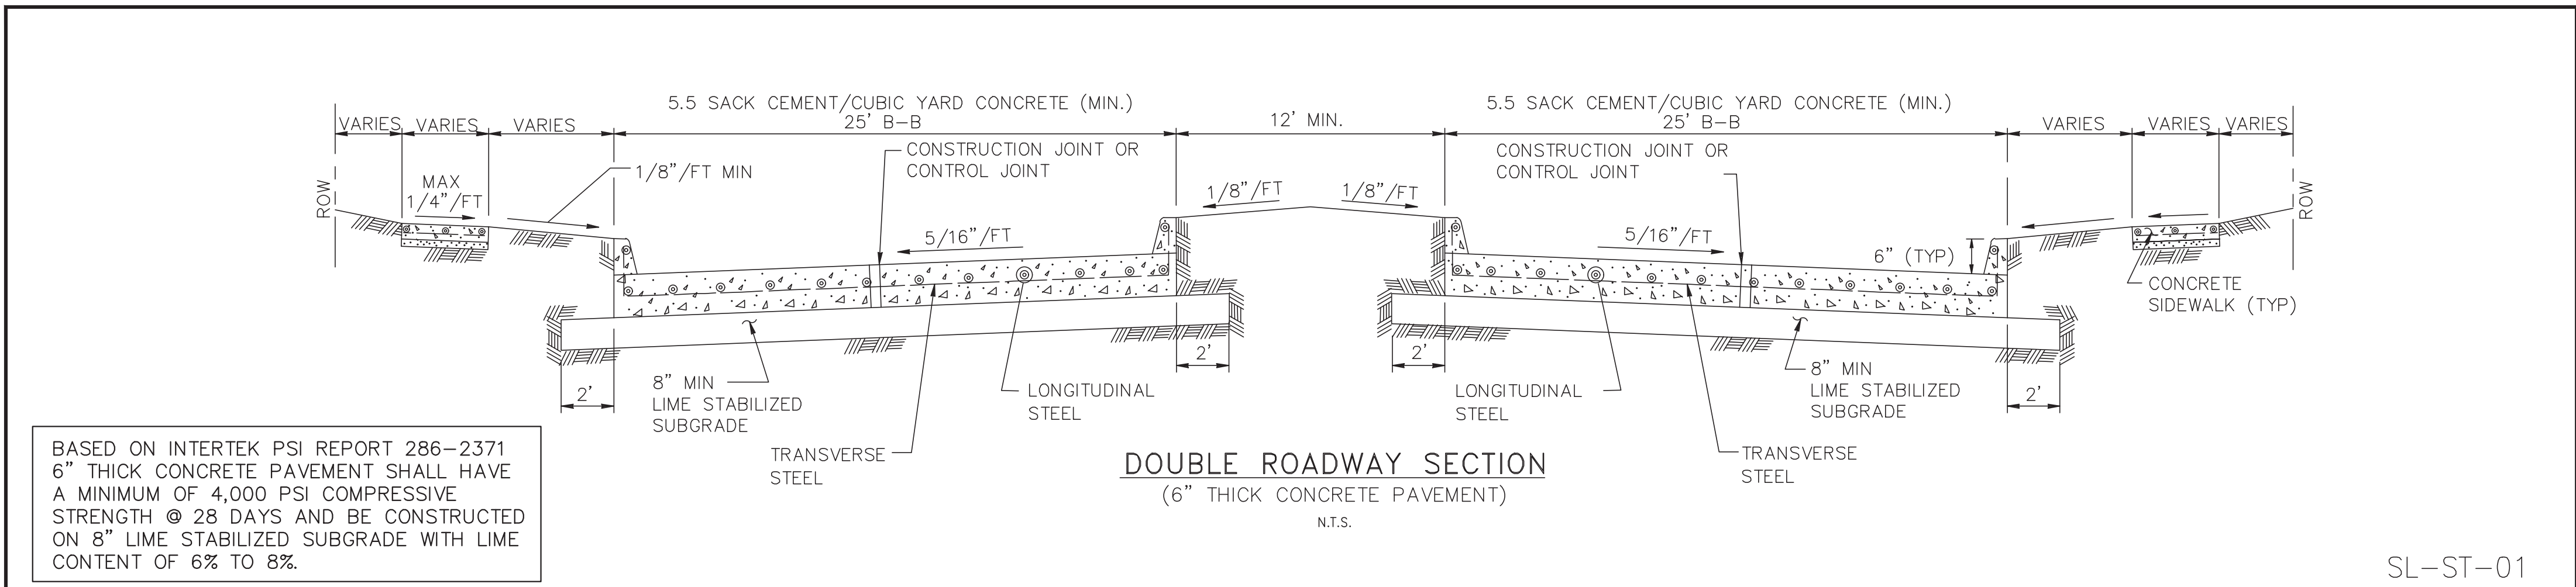 5.5 SACK CEMENT/CUBIC YARD CONCRETE (MIN.)
25' B-B
5.5 SACK CEMENT/CUBIC YARD CONCRETE (MIN.)
25' B-B
VARIES
VARIES
VARIES
12' MIN.
VARIES
VARIES
VARIES
CONSTRUCTION JOINT OR
CONTROL JOINT
CONSTRUCTION JOINT OR
CONTROL JOINT
1/8"/FT MIN
ROW
MAX
1/4"/FT
1/8"/FT
1/8"/FT
ROW
5/16"/FT
5/16"/FT
6" (TYP)
CONCRETE
SIDEWALK (TYP)
2'
2'
2'
2'
8" MIN
LIME STABILIZED
SUBGRADE
LONGITUDINAL
STEEL
LONGITUDINAL
STEEL
8" MIN
LIME STABILIZED
SUBGRADE
TRANSVERSE
STEEL
TRANSVERSE
STEEL
BASED ON INTERTEK PSI REPORT 286-2371
6" THICK CONCRETE PAVEMENT SHALL HAVE
A MINIMUM OF 4,000 PSI COMPRESSIVE
STRENGTH @ 28 DAYS AND BE CONSTRUCTED
ON 8" LIME STABILIZED SUBGRADE WITH LIME
CONTENT OF 6% TO 8%.
DOUBLE ROADWAY SECTION
(6" THICK CONCRETE PAVEMENT)
N.T.S.
SL-ST-01